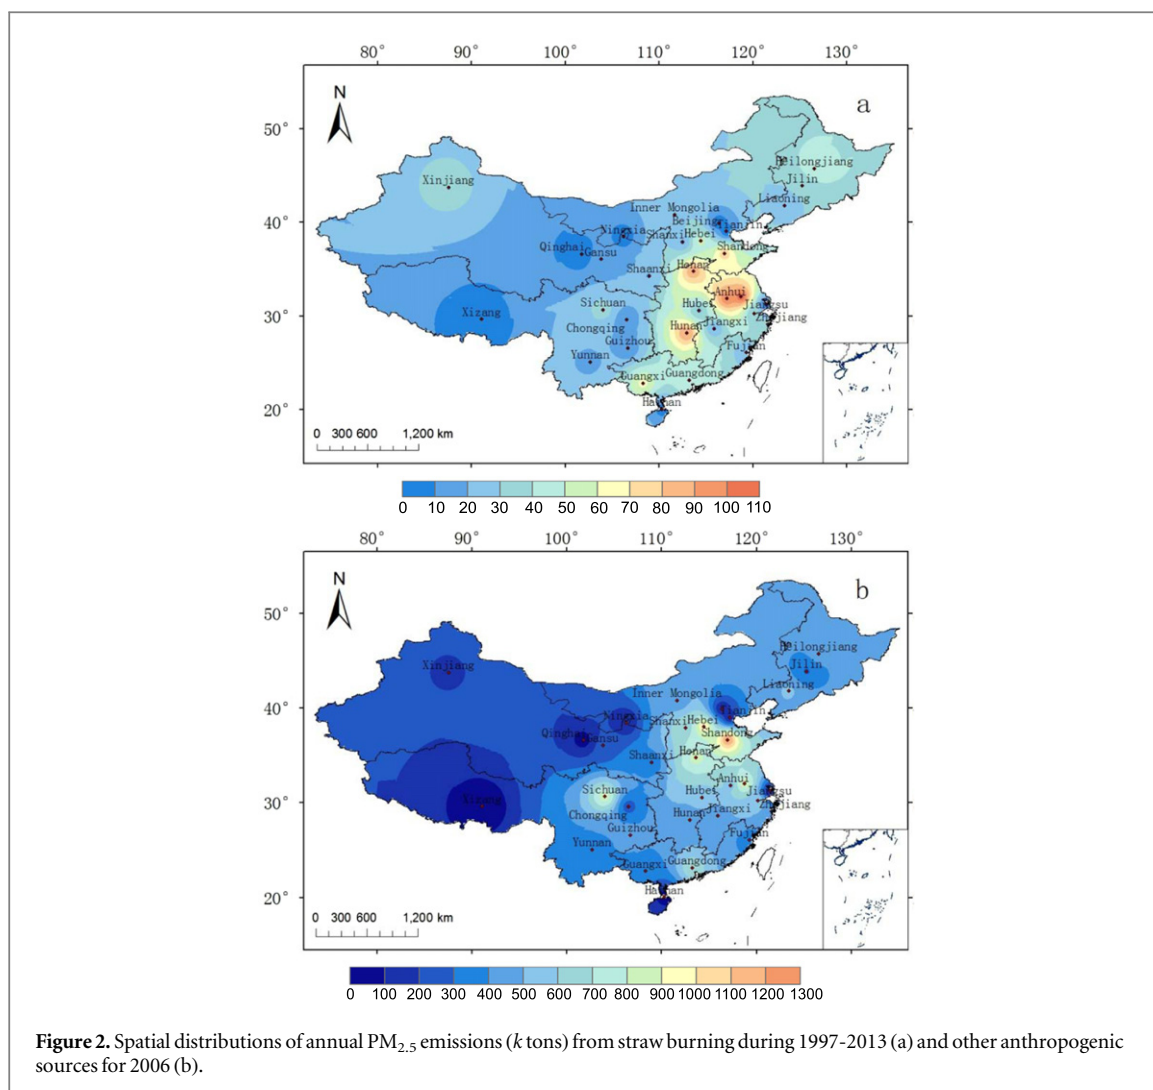 80° 90° 100° 110° 120° 130°
N
a
50°
40°
30°
20°
Heilongjiang
Jilin
Xinjiang
Liaoning
Inner Mongolia
Beijing
Tianjin
Ningxia
Shanxi
Hebei
Qinghai
Gansu
Shandong
Shaanxi
Honan
Anhui
Sichuan
Hubei
Jiangsu
Xizang
Zhejiang
Chongqing
Hunan
Jiangxi
Guizhou
Fujian
Yunnan
Guangxi
Guangdong
Hainan
0 300 600 1,200 km
0 10 20 30 40 50 60 70 80 90 100 110
80° 90° 100° 110° 120° 130°
N
b
50°
40°
30°
20°
Heilongjiang
Jilin
Xinjiang
Liaoning
Inner Mongolia
Tianjin
Ningxia
Shanxi
Hebei
Qinghai
Gansu
Shandong
Shaanxi
Honan
Anhui
Sichuan
Hubei
Jiangsu
Xizang
Zhejiang
Chongqing
Hunan
Jiangxi
Guizhou
Fujian
Yunnan
Guangxi
Guangdong
Hainan
0 300 600 1,200 km
0 100 200 300 400 500 600 700 800 900 1000 1100 1200 1300
Figure 2. Spatial distributions of annual PM2.5 emissions (k tons) from straw burning during 1997-2013 (a) and other anthropogenic
sources for 2006 (b).